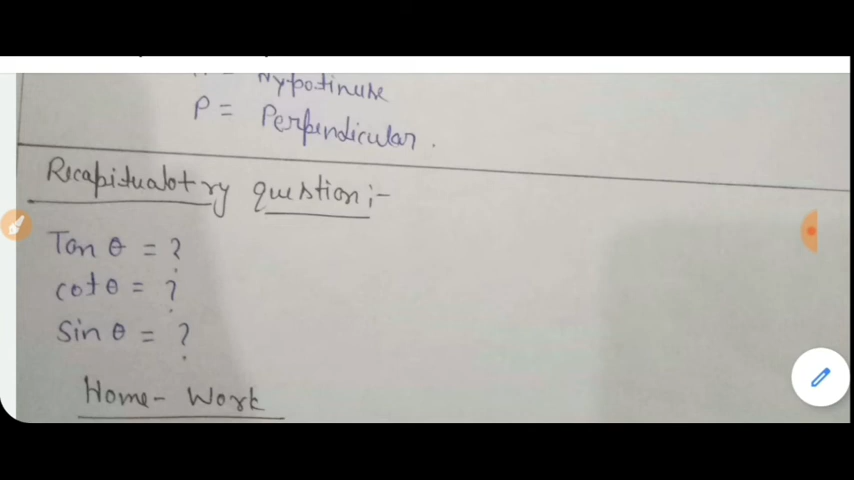 Hypotinuse
P = Perpendicular.
Recapitualotry question :-
Tan θ = ?
cot θ = ?
Sin θ = ?
Home- Work